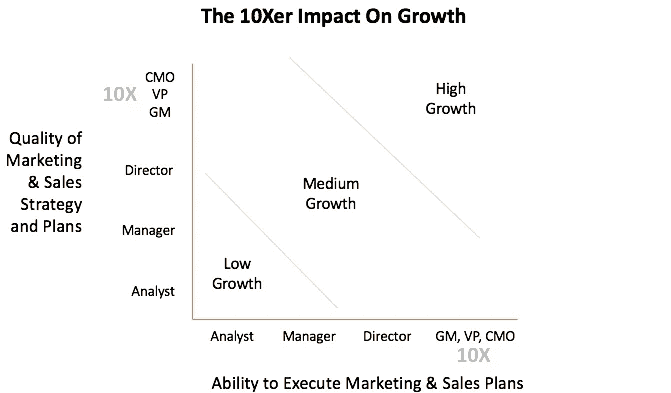 The 10Xer Impact On Growth
CMO
10X VP
GM
High
Growth
Quality of
Marketing
& Sales
Strategy
and Plans
Director
Medium
Growth
Manager
Low
Growth
Analyst
Analyst Manager Director GM, VP, CMO
10X
Ability to Execute Marketing & Sales Plans